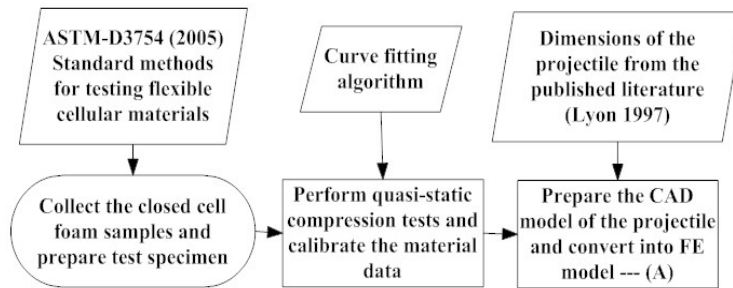 ASTM-D3754 (2005)
Standard methods
for testing flexible
cellular materials
Curve fitting
algorithm
Dimensions of the
projectile from the
published literature
(Lyon 1997)
Collect the closed cell
foam samples and
prepare test specimen
Perform quasi-static
compression tests and
calibrate the material
data
Prepare the CAD
model of the projectile
and convert into FE
model --- (A)